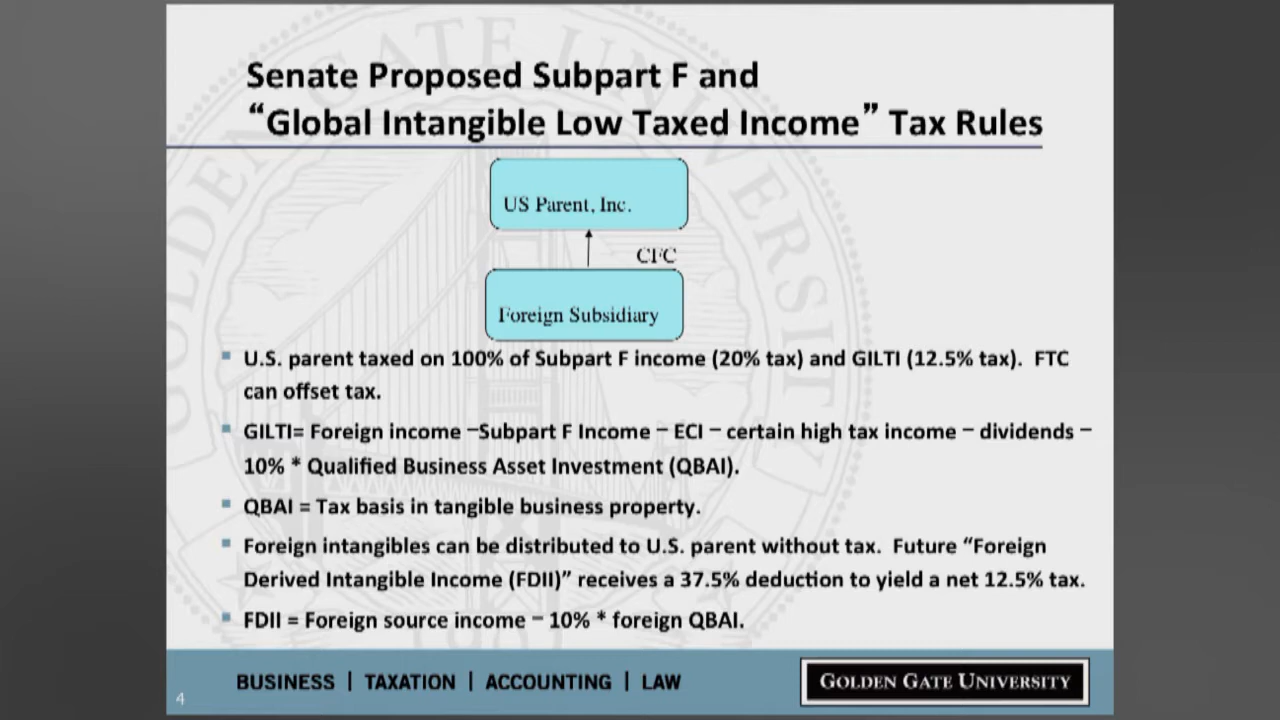 Senate Proposed Subpart F and
“Global Intangible Low Taxed Income” Tax Rules
US Parent, Inc.
CFC
Foreign Subsidiary
U.S. parent taxed on 100% of Subpart F income (20% tax) and GILTI (12.5% tax). FTC
can offset tax.
GILTI= Foreign income –Subpart F Income – ECI – certain high tax income – dividends –
10% * Qualified Business Asset Investment (QBAI).
QBAI = Tax basis in tangible business property.
Foreign intangibles can be distributed to U.S. parent without tax. Future “Foreign
Derived Intangible Income (FDII)” receives a 37.5% deduction to yield a net 12.5% tax.
FDII = Foreign source income – 10% * foreign QBAI.
BUSINESS | TAXATION | ACCOUNTING | LAW
GOLDEN GATE UNIVERSITY
4
GOLDEN GATE UNIVERSITY